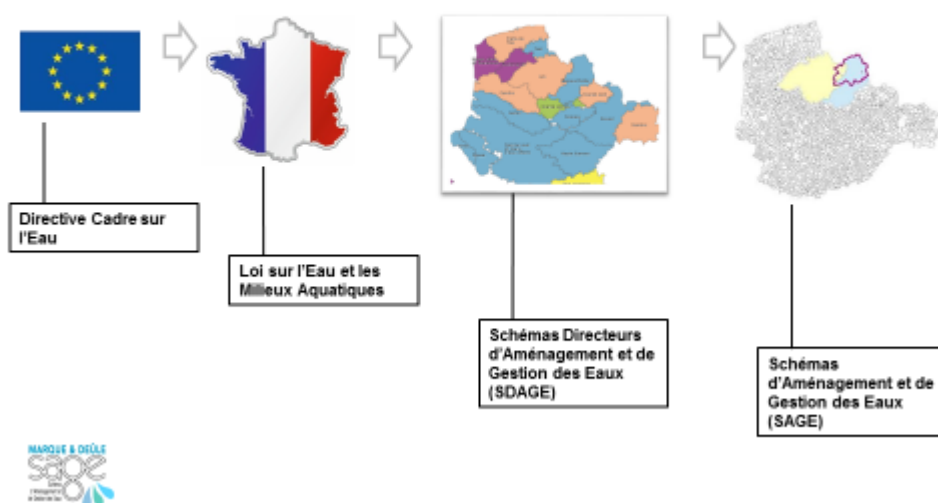 Directive Cadre sur
l'Eau
Loi sur l'Eau et les
Milieux Aquatiques
Schémas Directeurs
d'Aménagement et de
Gestion des Eaux
(SDAGE)
Schémas
d'Aménagement et de
Gestion des Eaux
(SAGE)
MARQUE & DEÛLE
sage